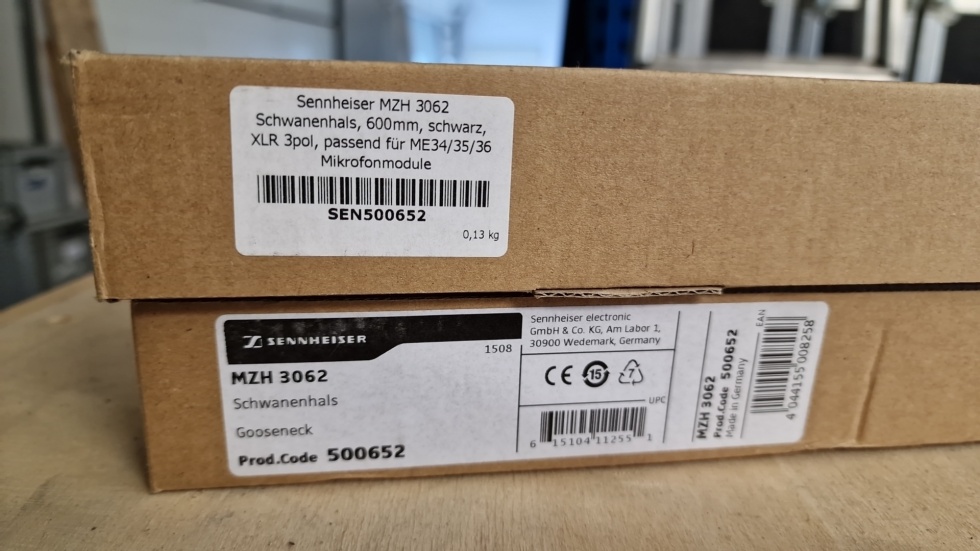 Sennheiser MZH 3062
Schwanenhals, 600mm, schwarz,
XLR 3pol, passend für ME34/35/36
Mikrofonmodule
SEN500652
0,13 kg
SENNHEISER
1508
MZH 3062
Schwanenhals
Gooseneck
Prod.Code 500652
Sennheiser electronic
GmbH & Co. KG, Am Labor 1,
30900 Wedemark, Germany
CE 15
UPC
6 15104 11255 1
MZH 3062
Prod.Code 500652
Made in Germany
EAN
4 044155 008258